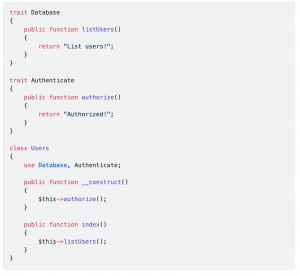 trait Database
{
    public function listUsers()
    {
        return "List users!";
    }
}

trait Authenticate
{
    public function authorize()
    {
        return "Authorized!";
    }
}

class Users
{
    use Database, Authenticate;

    public function __construct()
    {
        $this->authorize();
    }

    public function index()
    {
        $this->listUsers();
    }
}